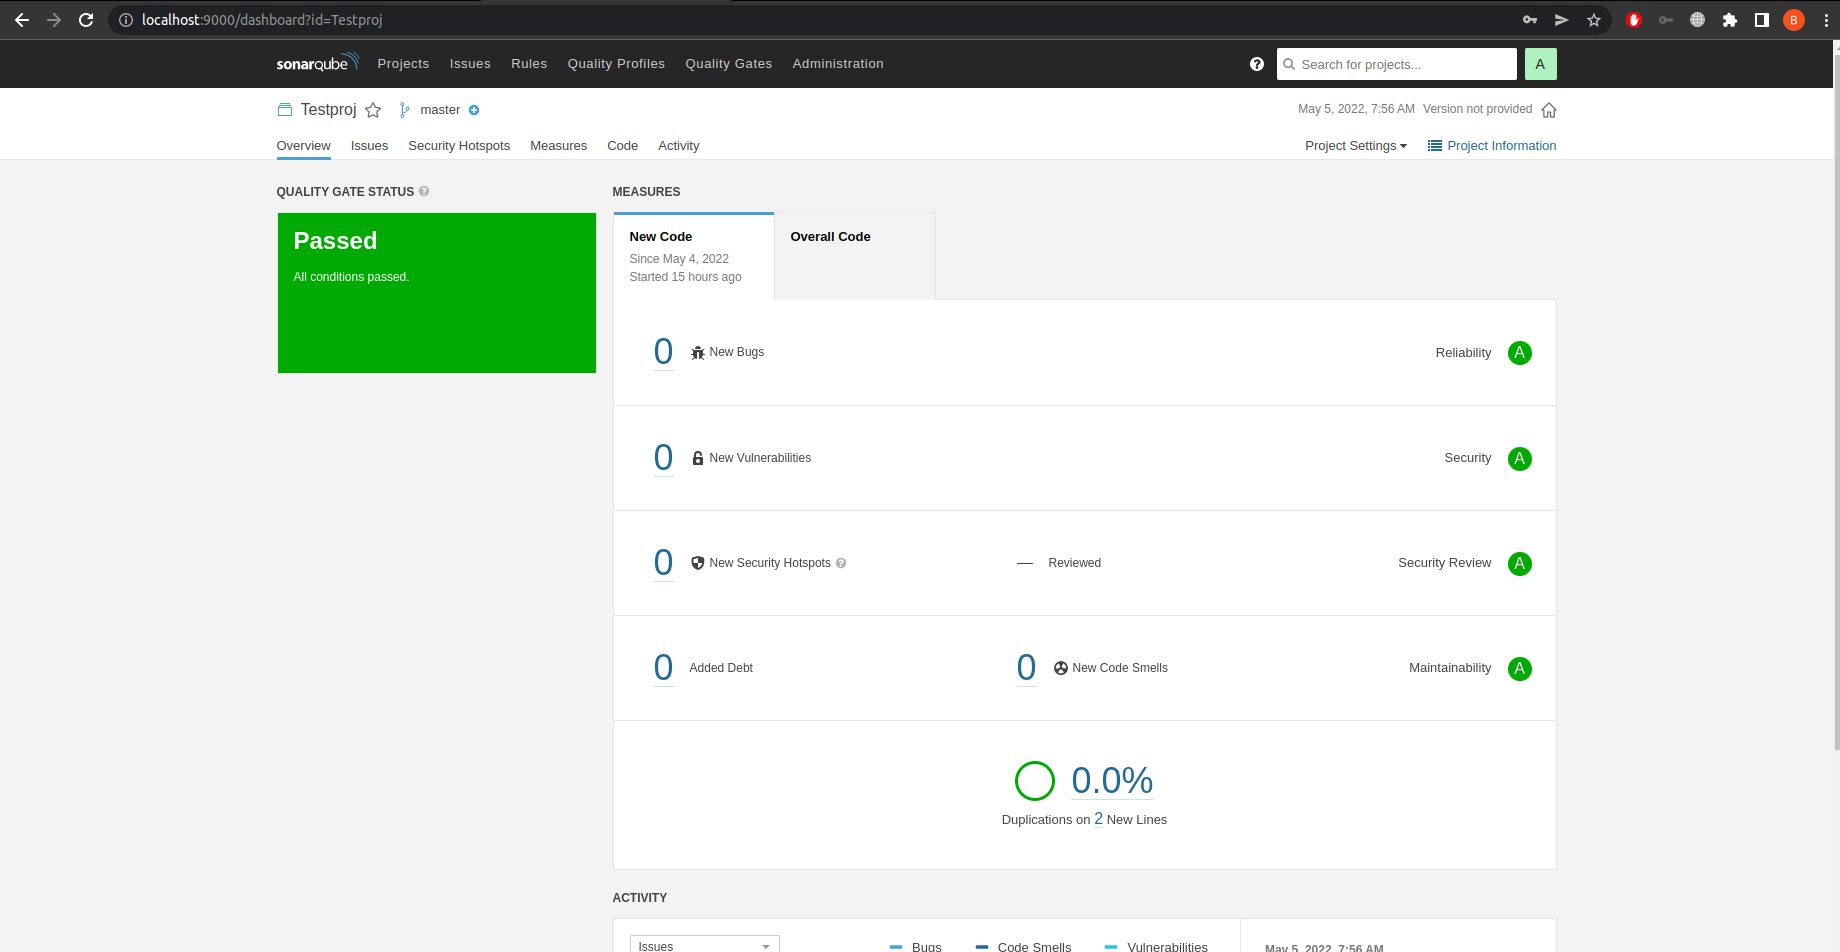 localhost:9000/dashboard?id=Testproj
B
sonarqube Projects Issues Rules Quality Profiles Quality Gates Administration Search for projects... A
Testproj master May 5, 2022, 7:56 AM Version not provided
Overview Issues Security Hotspots Measures Code Activity Project Settings Project Information
QUALITY GATE STATUS
Passed
All conditions passed.
MEASURES
New Code
Since May 4, 2022
Started 15 hours ago
Overall Code
0 New Bugs Reliability A
0 New Vulnerabilities Security A
0 New Security Hotspots — Reviewed Security Review A
0 Added Debt 0 New Code Smells Maintainability A
0.0%
Duplications on 2 New Lines
ACTIVITY
Issues Bugs Code Smells Vulnerabilities May 5, 2022, 7:56 AM